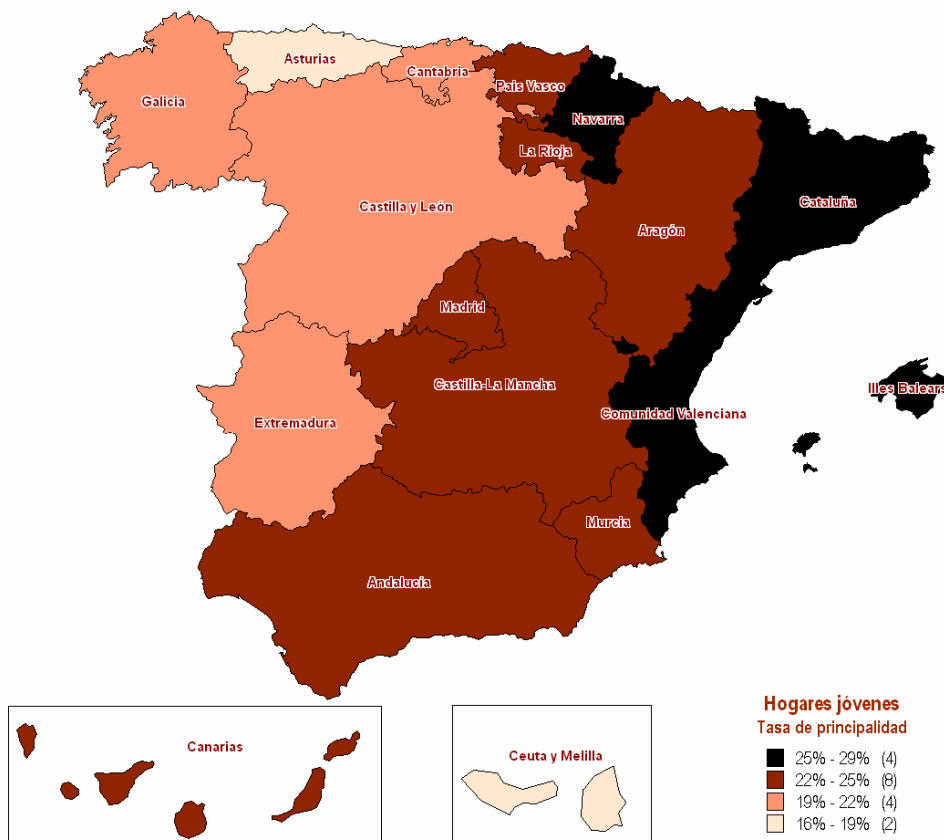 Asturias
Cantabria
Pais Vasco
Galicia
Navarra
La Rioja
Castilla y León
Cataluña
Aragón
Madrid
Castilla-La Mancha
Illes Balears
Comunidad Valenciana
Extremadura
Murcia
Andalucía
Canarias
Ceuta y Melilla
Hogares jóvenes
Tasa de principalidad
25% - 29% (4)
22% - 25% (8)
19% - 22% (4)
16% - 19% (2)